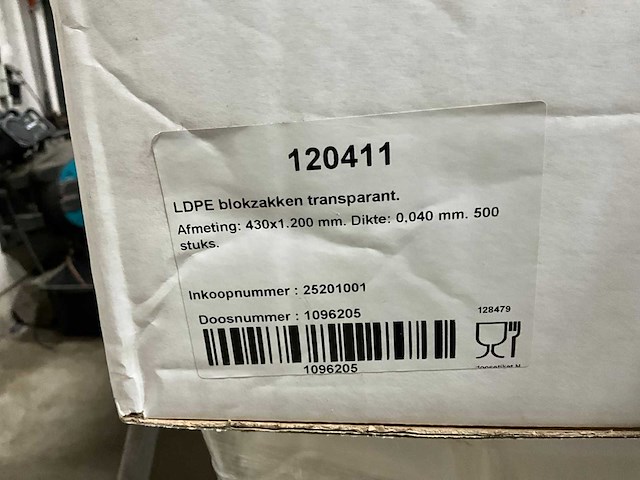 120411
LDPE blokzakken transparant.
Afmeting: 430x1.200 mm. Dikte: 0,040 mm. 500
stuks.
Inkoopnummer : 25201001
Doosnummer : 1096205
128479
1096205